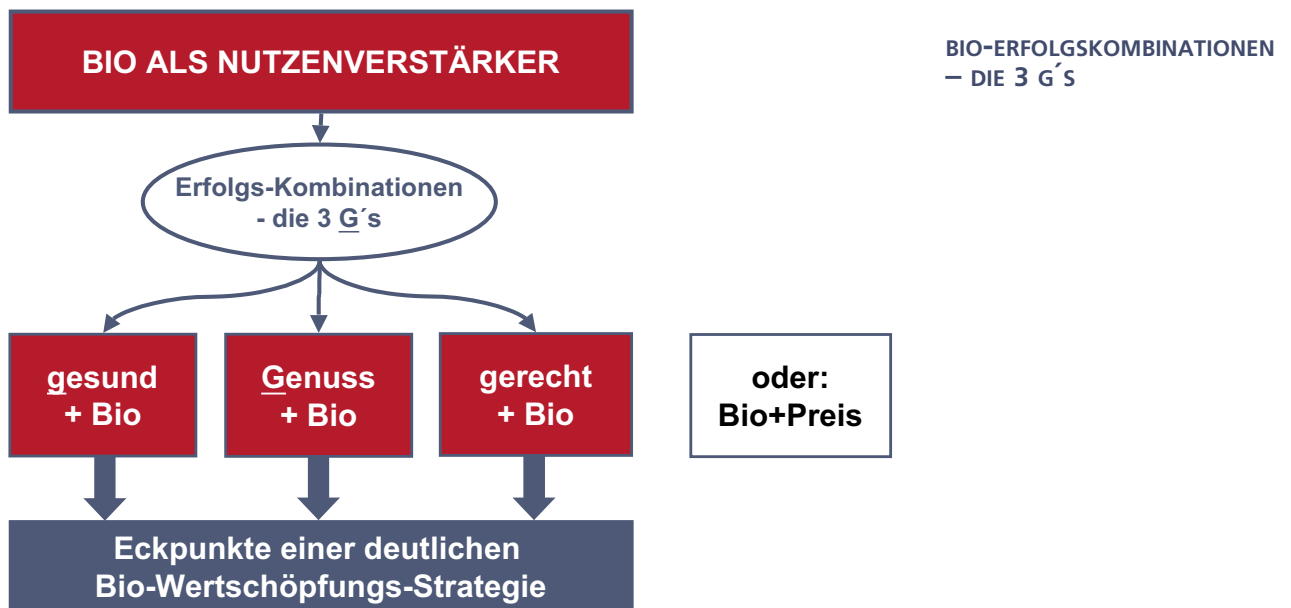 BIO ALS NUTZENVERSTÄRKER
BIO-ERFOLGSKOMBINATIONEN
– DIE 3 G´S
Erfolgs-Kombinationen
- die 3 G´s
gesund
+ Bio
Genuss
+ Bio
gerecht
+ Bio
oder:
Bio+Preis
Eckpunkte einer deutlichen
Bio-Wertschöpfungs-Strategie